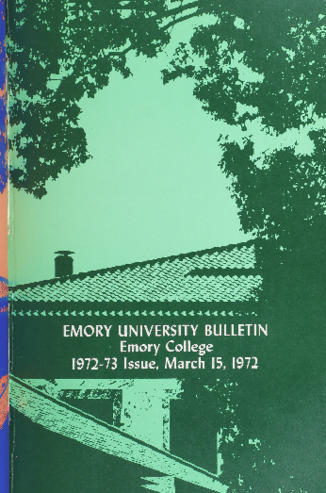 EMORY UNIVERSITY BULLETIN
Emory College
1972-73 Issue, March 15, 1972